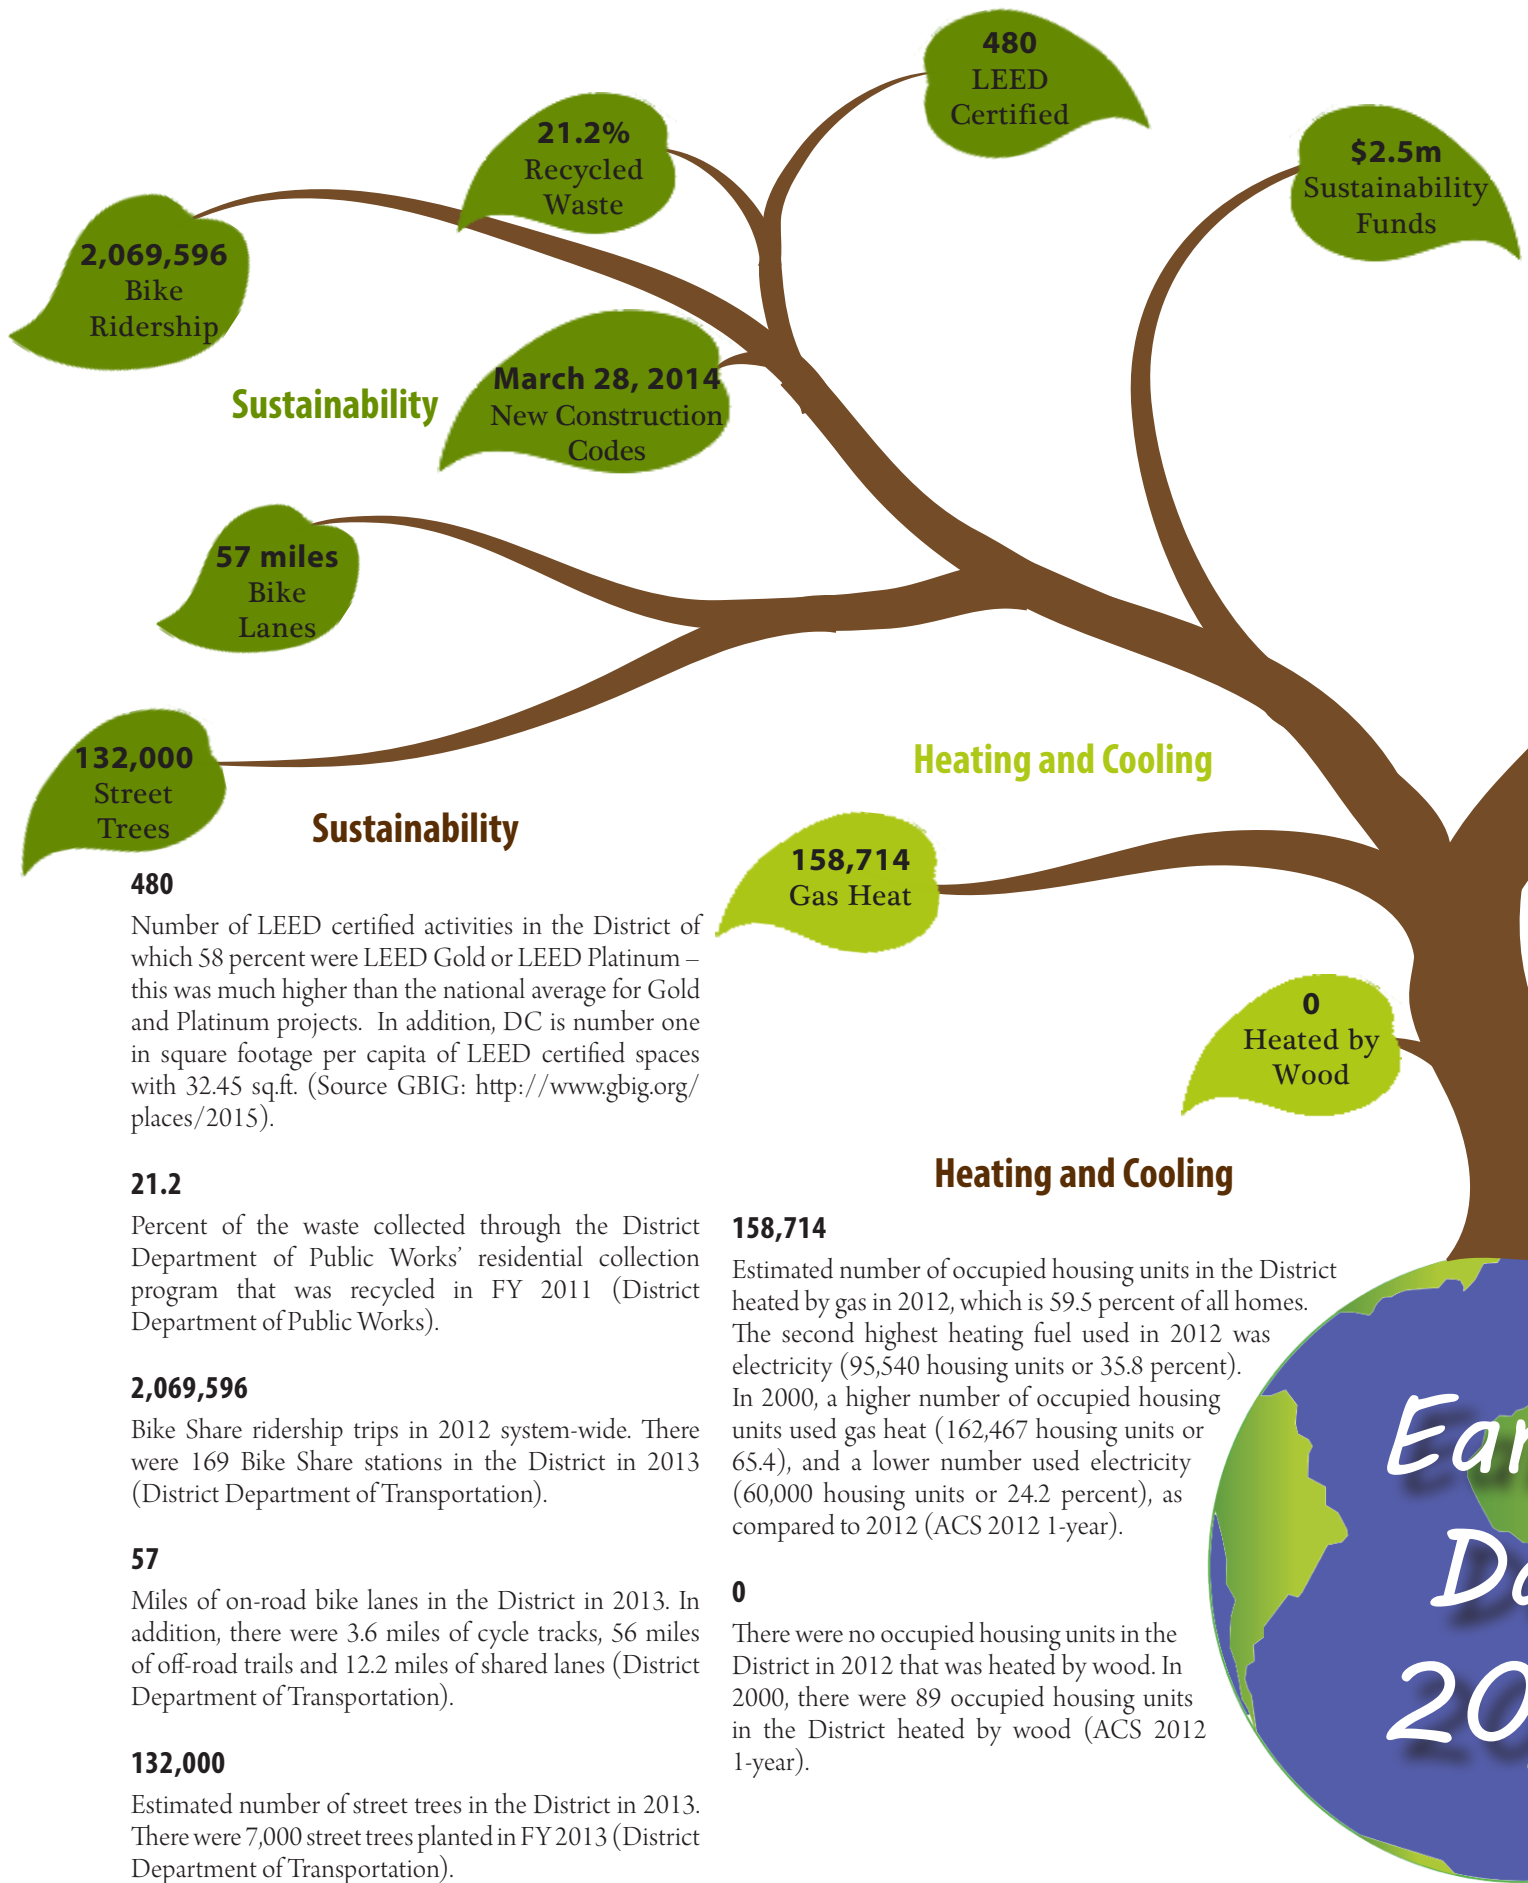 480
LEED
Certified
21.2%
Recycled
Waste
$2.5m
Sustainability
Funds
2,069,596
Bike
Ridership
March 28, 2014
New Construction
Codes
Sustainability
57 miles
Bike
Lanes
132,000
Street
Trees
Heating and Cooling
158,714
Gas Heat
0
Heated by
Wood
Sustainability
480
Number of LEED certified activities in the District of
which 58 percent were LEED Gold or LEED Platinum –
this was much higher than the national average for Gold
and Platinum projects. In addition, DC is number one
in square footage per capita of LEED certified spaces
with 32.45 sq.ft. (Source GBIG: http://www.gbig.org/
places/2015).
21.2
Percent of the waste collected through the District
Department of Public Works’ residential collection
program that was recycled in FY 2011 (District
Department of Public Works).
2,069,596
Bike Share ridership trips in 2012 system-wide. There
were 169 Bike Share stations in the District in 2013
(District Department of Transportation).
57
Miles of on-road bike lanes in the District in 2013. In
addition, there were 3.6 miles of cycle tracks, 56 miles
of off-road trails and 12.2 miles of shared lanes (District
Department of Transportation).
132,000
Estimated number of street trees in the District in 2013.
There were 7,000 street trees planted in FY 2013 (District
Department of Transportation).
Heating and Cooling
158,714
Estimated number of occupied housing units in the District
heated by gas in 2012, which is 59.5 percent of all homes.
The second highest heating fuel used in 2012 was
electricity (95,540 housing units or 35.8 percent).
In 2000, a higher number of occupied housing
units used gas heat (162,467 housing units or
65.4), and a lower number used electricity
(60,000 housing units or 24.2 percent), as
compared to 2012 (ACS 2012 1-year).
0
There were no occupied housing units in the
District in 2012 that was heated by wood. In
2000, there were 89 occupied housing units
in the District heated by wood (ACS 2012
1-year).
Ear
Da
20